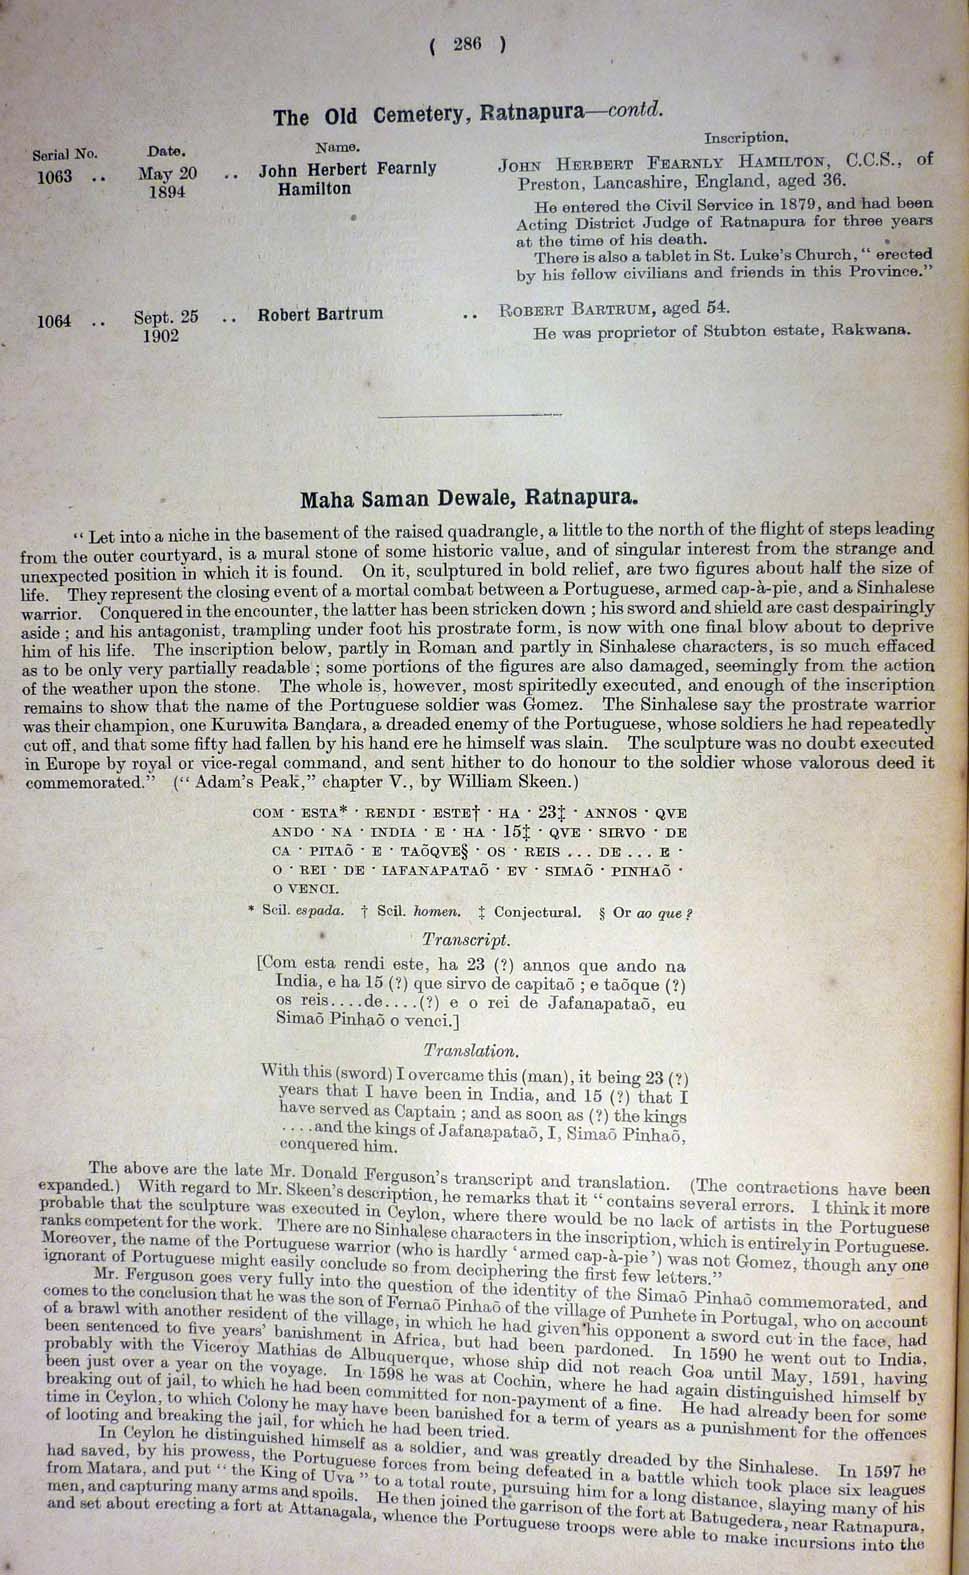 ( 286 )
The Old Cemetery, Ratnapura—contd.
Serial No. Date. Name. Inscription.
1063 .. May 20 .. John Herbert Fearnly JOHN HERBERT FEARNLY HAMILTON, C.C.S., of
1894 Hamilton Preston, Lancashire, England, aged 36.
He entered the Civil Service in 1879, and had been
Acting District Judge of Ratnapura for three years
at the time of his death.
There is also a tablet in St. Luke's Church, " erected
by his fellow civilians and friends in this Province."
1064 .. Sept. 25 .. Robert Bartrum .. ROBERT BARTRUM, aged 54.
1902 He was proprietor of Stubton estate, Rakwana.
Maha Saman Dewale, Ratnapura.
" Let into a niche in the basement of the raised quadrangle, a little to the north of the flight of steps leading
from the outer courtyard, is a mural stone of some historic value, and of singular interest from the strange and
unexpected position in which it is found. On it, sculptured in bold relief, are two figures about half the size of
life. They represent the closing event of a mortal combat between a Portuguese, armed cap-à-pie, and a Sinhalese
warrior. Conquered in the encounter, the latter has been stricken down ; his sword and shield are cast despairingly
aside ; and his antagonist, trampling under foot his prostrate form, is now with one final blow about to deprive
him of his life. The inscription below, partly in Roman and partly in Sinhalese characters, is so much effaced
as to be only very partially readable ; some portions of the figures are also damaged, seemingly from the action
of the weather upon the stone. The whole is, however, most spiritedly executed, and enough of the inscription
remains to show that the name of the Portuguese soldier was Gomez. The Sinhalese say the prostrate warrior
was their champion, one Kuruwita Banḍara, a dreaded enemy of the Portuguese, whose soldiers he had repeatedly
cut off, and that some fifty had fallen by his hand ere he himself was slain. The sculpture was no doubt executed
in Europe by royal or vice-regal command, and sent hither to do honour to the soldier whose valorous deed it
commemorated." (" Adam's Peak," chapter V., by William Skeen.)
COM · ESTA* · RENDI · ESTE† · HA · 23‡ · ANNOS · QVE
ANDO · NA · INDIA · E · HA · 15‡ · QVE · SIRVO · DE
CA · PITAÕ · E · TAÕQVE§ · OS · REIS ... DE ... E ·
O · REI · DE · IAFANAPATAÕ · EV · SIMAÕ · PINHAÕ ·
O VENCI.
* Scil. espada. † Scil. homen. ‡ Conjectural. § Or ao que ?
Transcript.
[Com esta rendi este, ha 23 (?) annos que ando na
India, e ha 15 (?) que sirvo de capitaõ ; e taõque (?)
os reis....de....(?) e o rei de Jafanapataõ, eu
Simaõ Pinhaõ o venci.]
Translation.
With this (sword) I overcame this (man), it being 23 (?)
years that I have been in India, and 15 (?) that I
have served as Captain ; and as soon as (?) the kings
....and the kings of Jafanapataõ, I, Simaõ Pinhaõ,
conquered him.
The above are the late Mr. Donald Ferguson's transcript and translation. (The contractions have been
expanded.) With regard to Mr. Skeen's description, he remarks that it " contains several errors. I think it more
probable that the sculpture was executed in Ceylon, where there would be no lack of artists in the Portuguese
ranks competent for the work. There are no Sinhalese characters in the inscription, which is entirely in Portuguese.
Moreover, the name of the Portuguese warrior (who is hardly ' armed cap-à-pie ') was not Gomez, though any one
ignorant of Portuguese might easily conclude so from deciphering the first few letters."
Mr. Ferguson goes very fully into the question of the identity of the Simaõ Pinhaõ commemorated, and
comes to the conclusion that he was the son of Fernaõ Pinhaõ of the village of Punhete in Portugal, who on account
of a brawl with another resident of the village, in which he had given his opponent a sword cut in the face, had
been sentenced to five years' banishment in Africa, but had been pardoned. In 1590 he went out to India,
probably with the Viceroy Mathias de Albuquerque, whose ship did not reach Goa until May, 1591, having
been just over a year on the voyage. In 1598 he was at Cochin, where he had again distinguished himself by
breaking out of jail, to which he had been committed for non-payment of a fine. He had already been for some
time in Ceylon, to which Colony he may have been banished for a term of years as a punishment for the offences
of looting and breaking the jail, for which he had been tried.
In Ceylon he distinguished himself as a soldier, and was greatly dreaded by the Sinhalese. In 1597 he
had saved, by his prowess, the Portuguese forces from being defeated in a battle which took place six leagues
from Matara, and put " the King of Uva " to a total route, pursuing him for a long distance, slaying many of his
men, and capturing many arms and spoils. He then joined the garrison of the fort at Batugedera, near Ratnapura,
and set about erecting a fort at Attanagala, whence the Portuguese troops were able to make incursions into the